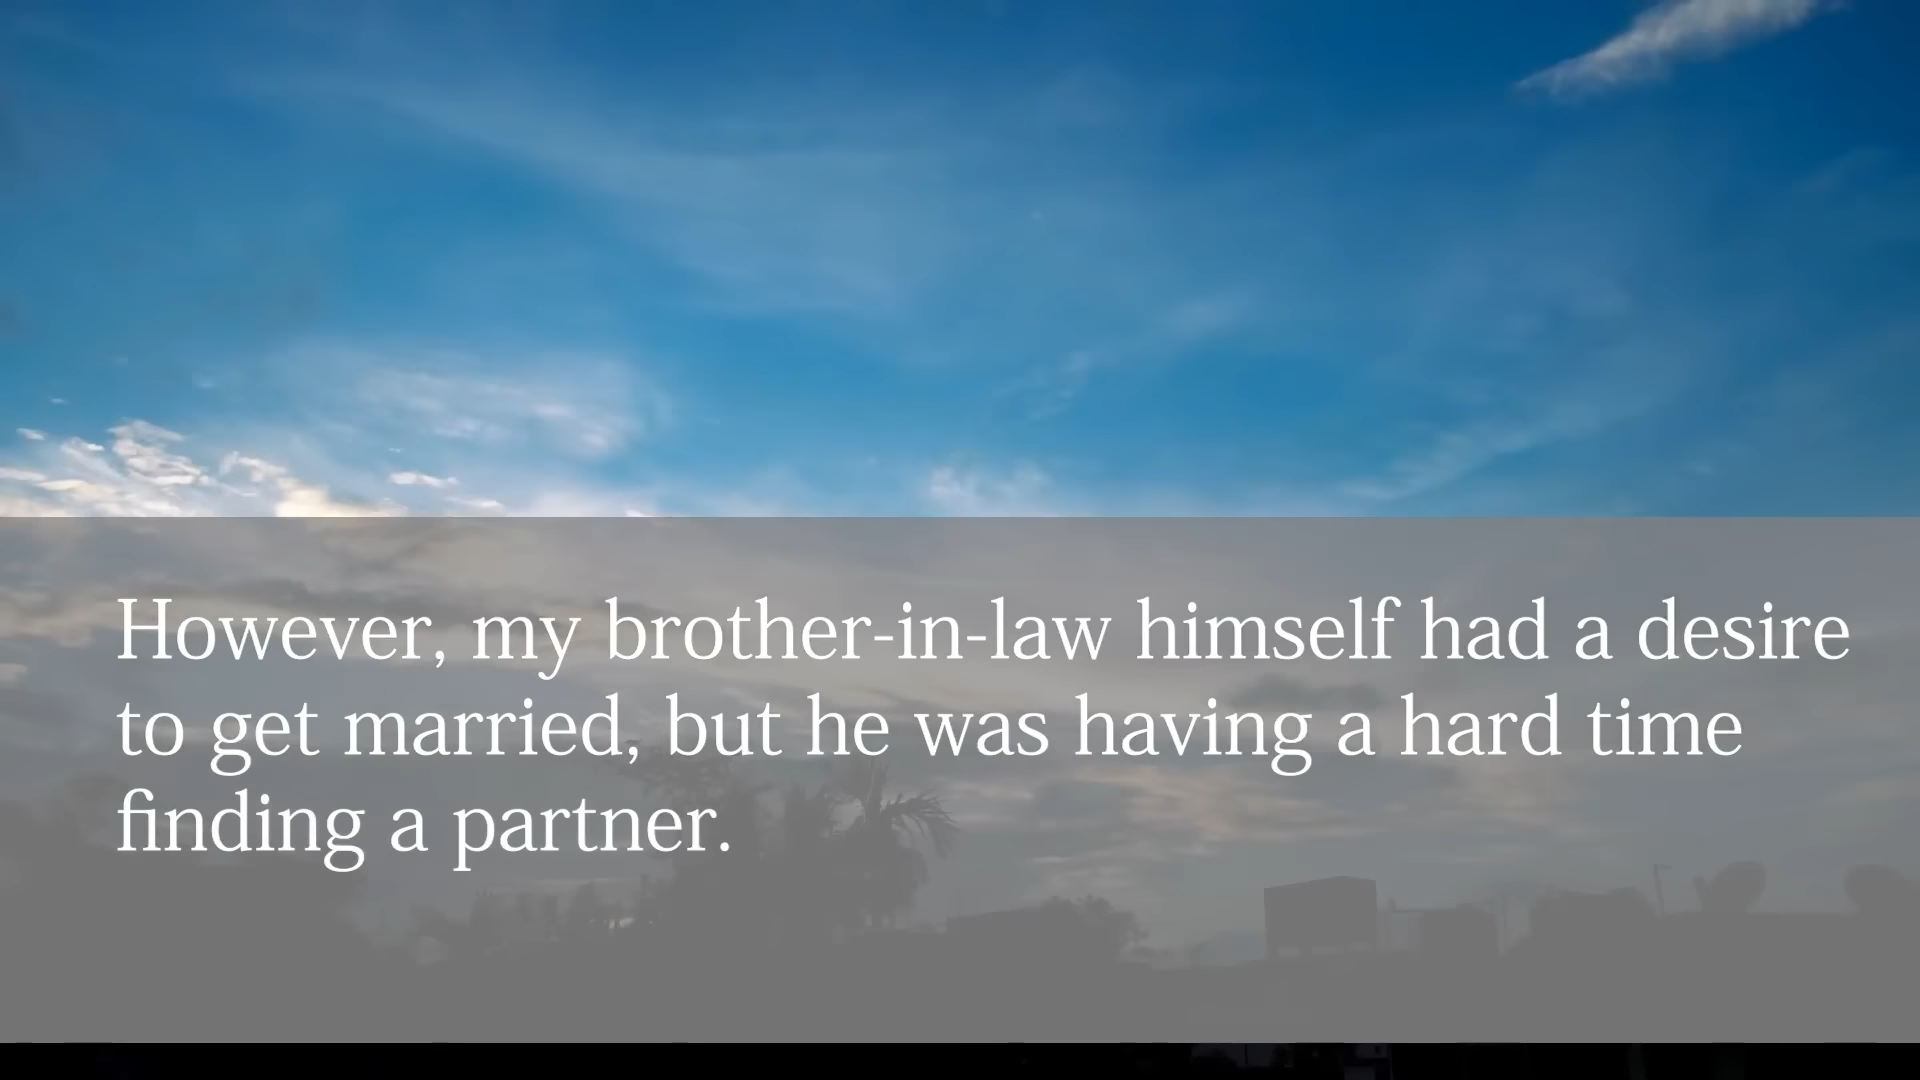 However, my brother-in-law himself had a desire
to get married, but he was having a hard time
finding a partner.